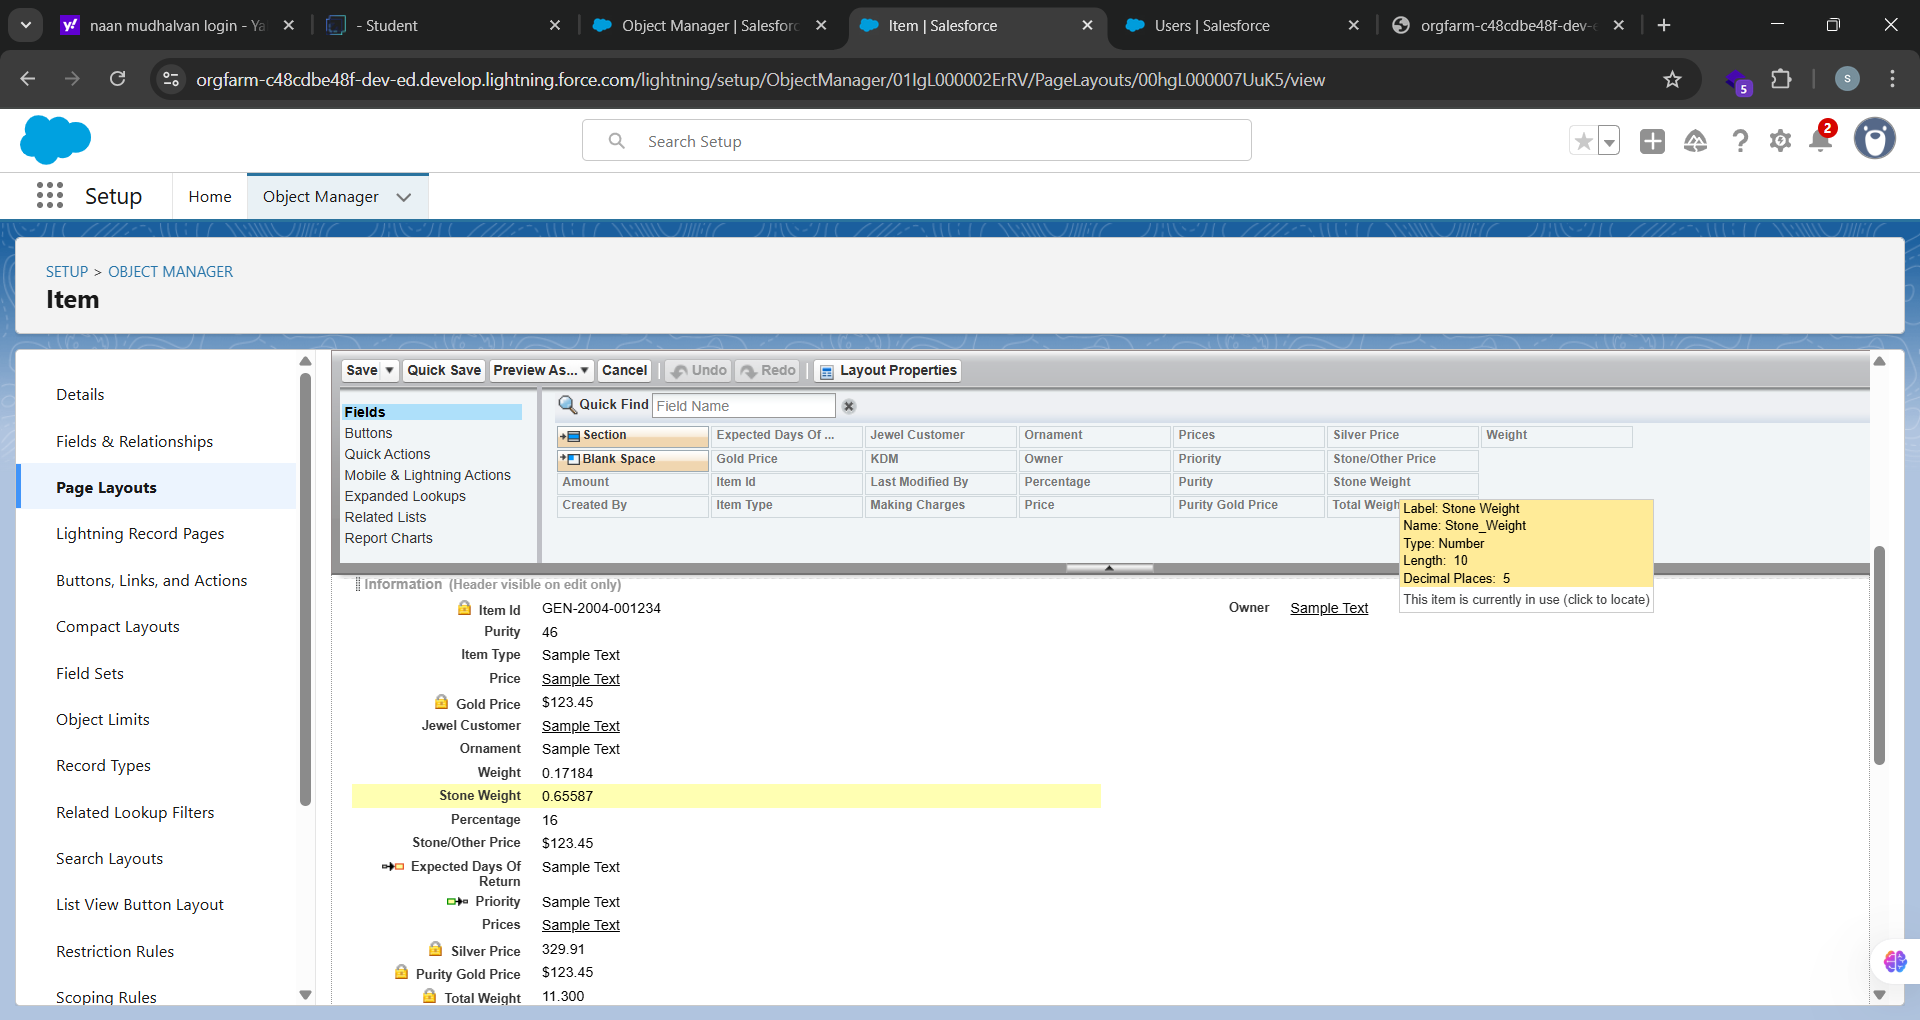 naan mudhalvan login - Ya
- Student
Object Manager | Salesforc
Item | Salesforce
Users | Salesforce
orgfarm-c48cdbe48f-dev-e
orgfarm-c48cdbe48f-dev-ed.develop.lightning.force.com/lightning/setup/ObjectManager/01IgL000002ErRV/PageLayouts/00hgL000007UuK5/view
5
S
Search Setup
2
Setup
Home
Object Manager
SETUP > OBJECT MANAGER
Item
Details
Fields & Relationships
Page Layouts
Lightning Record Pages
Buttons, Links, and Actions
Compact Layouts
Field Sets
Object Limits
Record Types
Related Lookup Filters
Search Layouts
List View Button Layout
Restriction Rules
Scoping Rules
Save Quick Save Preview As... Cancel Undo Redo Layout Properties
Fields
Buttons
Quick Actions
Mobile & Lightning Actions
Expanded Lookups
Related Lists
Report Charts
Quick Find Field Name
Section Expected Days Of ... Jewel Customer Ornament Prices Silver Price Weight
Blank Space Gold Price KDM Owner Priority Stone/Other Price
Amount Item Id Last Modified By Percentage Purity Stone Weight
Created By Item Type Making Charges Price Purity Gold Price Total Weigh
Label: Stone Weight
Name: Stone_Weight
Type: Number
Length: 10
Decimal Places: 5
This item is currently in use (click to locate)
Information (Header visible on edit only)
Item Id GEN-2004-001234 Owner Sample Text
Purity 46
Item Type Sample Text
Price Sample Text
Gold Price $123.45
Jewel Customer Sample Text
Ornament Sample Text
Weight 0.17184
Stone Weight 0.65587
Percentage 16
Stone/Other Price $123.45
Expected Days Of Sample Text
Return
Priority Sample Text
Prices Sample Text
Silver Price 329.91
Purity Gold Price $123.45
Total Weight 11.300